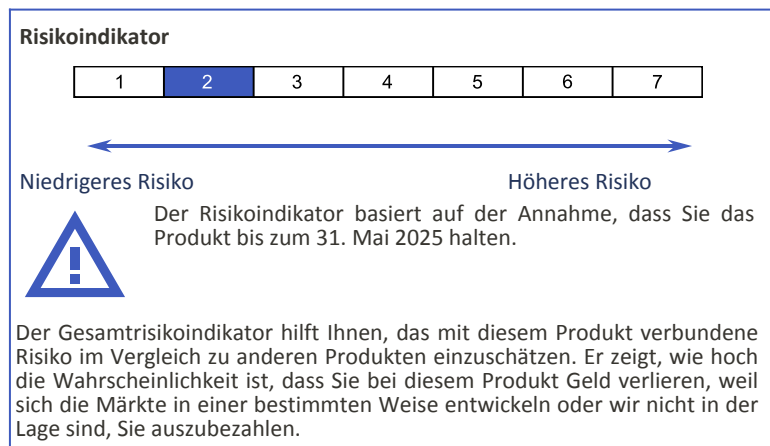 Risikoindikator
1 2 3 4 5 6 7
Niedrigeres Risiko Höheres Risiko
Der Risikoindikator basiert auf der Annahme, dass Sie das
Produkt bis zum 31. Mai 2025 halten.
Der Gesamtrisikoindikator hilft Ihnen, das mit diesem Produkt verbundene
Risiko im Vergleich zu anderen Produkten einzuschätzen. Er zeigt, wie hoch
die Wahrscheinlichkeit ist, dass Sie bei diesem Produkt Geld verlieren, weil
sich die Märkte in einer bestimmten Weise entwickeln oder wir nicht in der
Lage sind, Sie auszubezahlen.